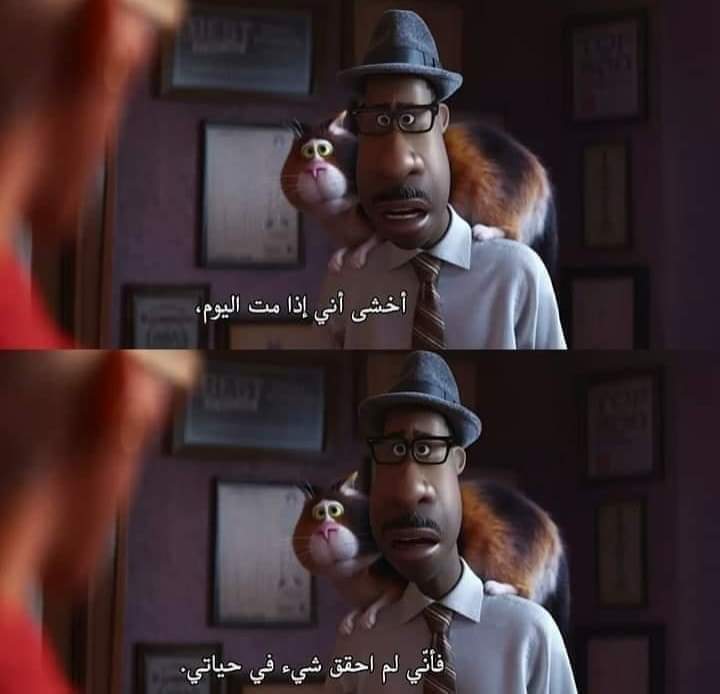 أخشى أني إذا مت اليوم،
فأنّي لم احقق شيء في حياتي.